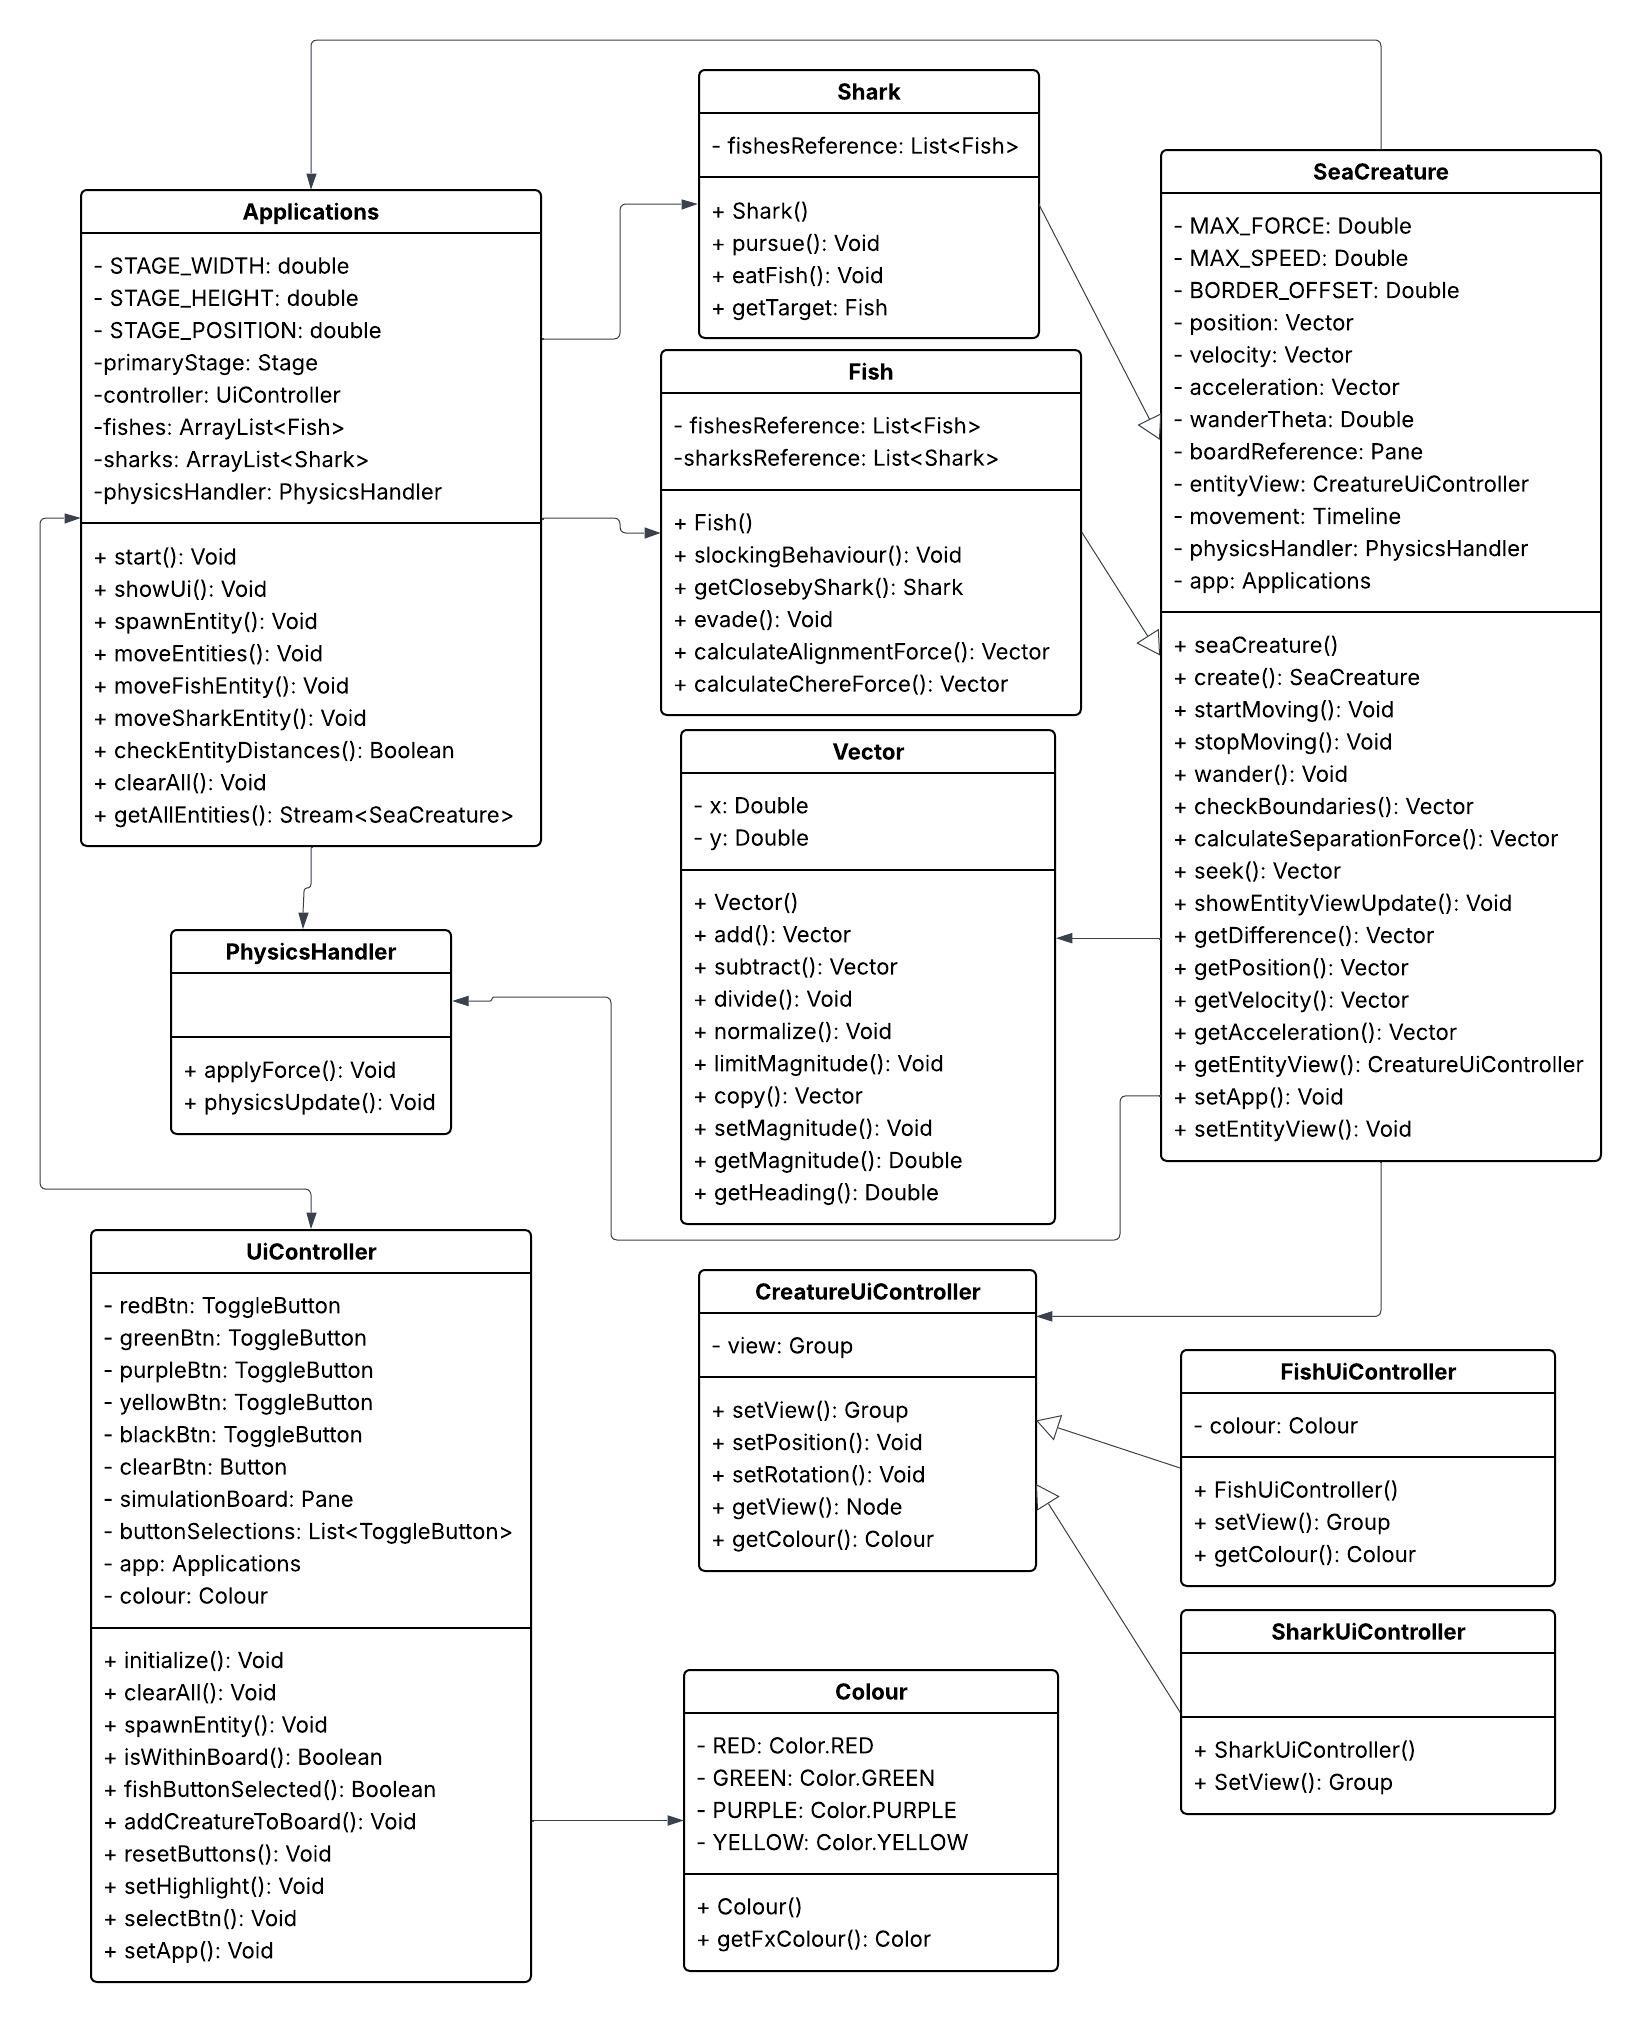 Shark
- fishesReference: List<Fish>
+ Shark()
+ pursue(): Void
+ eatFish(): Void
+ getTarget: Fish
SeaCreature
- MAX_FORCE: Double
- MAX_SPEED: Double
- BORDER_OFFSET: Double
- position: Vector
- velocity: Vector
- acceleration: Vector
- wanderTheta: Double
- boardReference: Pane
- entityView: CreatureUiController
- movement: Timeline
- physicsHandler: PhysicsHandler
- app: Applications
+ seaCreature()
+ create(): SeaCreature
+ startMoving(): Void
+ stopMoving(): Void
+ wander(): Void
+ checkBoundaries(): Vector
+ calculateSeparationForce(): Vector
+ seek(): Vector
+ showEntityViewUpdate(): Void
+ getDifference(): Vector
+ getPosition(): Vector
+ getVelocity(): Vector
+ getAcceleration(): Vector
+ getEntityView(): CreatureUiController
+ setApp(): Void
+ setEntityView(): Void
Applications
- STAGE_WIDTH: double
- STAGE_HEIGHT: double
- STAGE_POSITION: double
-primaryStage: Stage
-controller: UiController
-fishes: ArrayList<Fish>
-sharks: ArrayList<Shark>
-physicsHandler: PhysicsHandler
+ start(): Void
+ showUi(): Void
+ spawnEntity(): Void
+ moveEntities(): Void
+ moveFishEntity(): Void
+ moveSharkEntity(): Void
+ checkEntityDistances(): Boolean
+ clearAll(): Void
+ getAllEntities(): Stream<SeaCreature>
Fish
- fishesReference: List<Fish>
-sharksReference: List<Shark>
+ Fish()
+ slockingBehaviour(): Void
+ getClosebyShark(): Shark
+ evade(): Void
+ calculateAlignmentForce(): Vector
+ calculateChereForce(): Vector
Vector
- x: Double
- y: Double
+ Vector()
+ add(): Vector
+ subtract(): Vector
+ divide(): Void
+ normalize(): Void
+ limitMagnitude(): Void
+ copy(): Vector
+ setMagnitude(): Void
+ getMagnitude(): Double
+ getHeading(): Double
PhysicsHandler
+ applyForce(): Void
+ physicsUpdate(): Void
UiController
- redBtn: ToggleButton
- greenBtn: ToggleButton
- purpleBtn: ToggleButton
- yellowBtn: ToggleButton
- blackBtn: ToggleButton
- clearBtn: Button
- simulationBoard: Pane
- buttonSelections: List<ToggleButton>
- app: Applications
- colour: Colour
+ initialize(): Void
+ clearAll(): Void
+ spawnEntity(): Void
+ isWithinBoard(): Boolean
+ fishButtonSelected(): Boolean
+ addCreatureToBoard(): Void
+ resetButtons(): Void
+ setHighlight(): Void
+ selectBtn(): Void
+ setApp(): Void
CreatureUiController
- view: Group
+ setView(): Group
+ setPosition(): Void
+ setRotation(): Void
+ getView(): Node
+ getColour(): Colour
FishUiController
- colour: Colour
+ FishUiController()
+ setView(): Group
+ getColour(): Colour
SharkUiController
+ SharkUiController()
+ SetView(): Group
Colour
- RED: Color.RED
- GREEN: Color.GREEN
- PURPLE: Color.PURPLE
- YELLOW: Color.YELLOW
+ Colour()
+ getFxColour(): Color